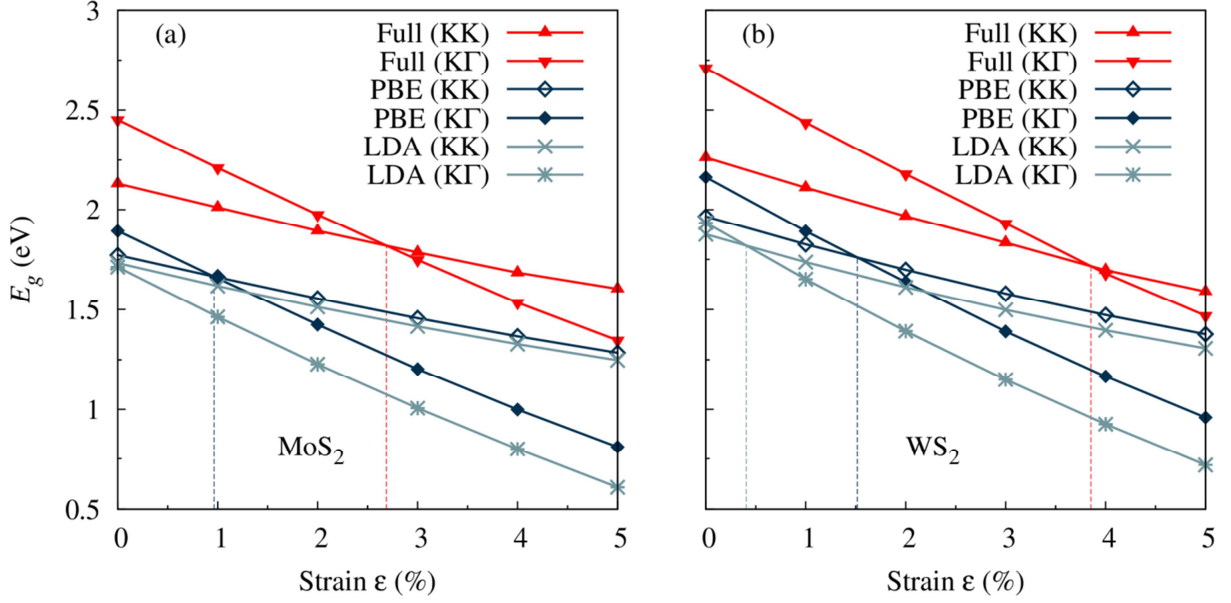 3
2.5
2
1.5
1
0.5
E_g (eV)
(a)
Full (KK)
Full (KΓ)
PBE (KK)
PBE (KΓ)
LDA (KK)
LDA (KΓ)
MoS₂
0 1 2 3 4 5
Strain ε (%)
(b)
Full (KK)
Full (KΓ)
PBE (KK)
PBE (KΓ)
LDA (KK)
LDA (KΓ)
WS₂
0 1 2 3 4 5
Strain ε (%)